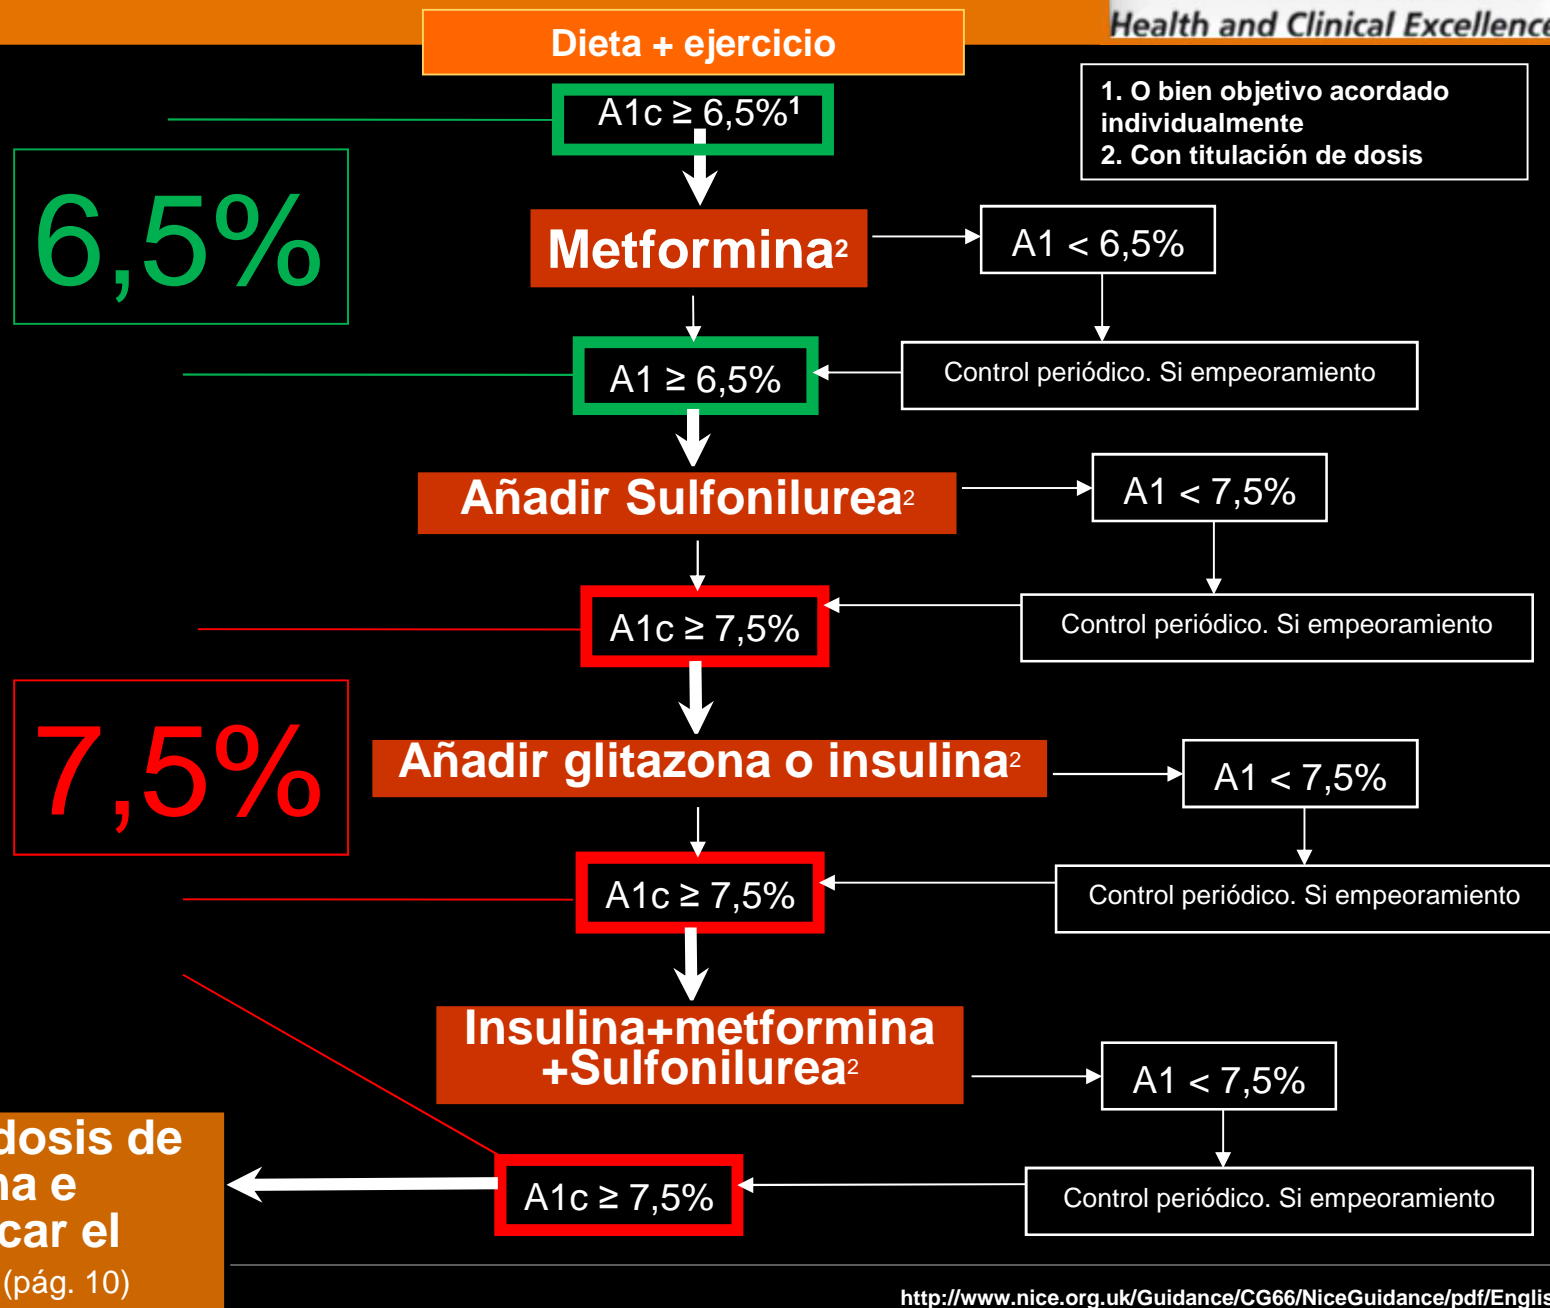 Health and Clinical Excellence
Dieta + ejercicio
A1c ≥ 6,5%¹
1. O bien objetivo acordado
individualmente
2. Con titulación de dosis
6,5%
Metformina²
A1 < 6,5%
A1 ≥ 6,5%
Control periódico. Si empeoramiento
Añadir Sulfonilurea²
A1 < 7,5%
A1c ≥ 7,5%
Control periódico. Si empeoramiento
7,5%
Añadir glitazona o insulina²
A1 < 7,5%
A1c ≥ 7,5%
Control periódico. Si empeoramiento
Insulina+metformina
+Sulfonilurea²
A1 < 7,5%
A1c ≥ 7,5%
Control periódico. Si empeoramiento
dosis de
na e
car el
(pág. 10)
http://www.nice.org.uk/Guidance/CG66/NiceGuidance/pdf/Englis